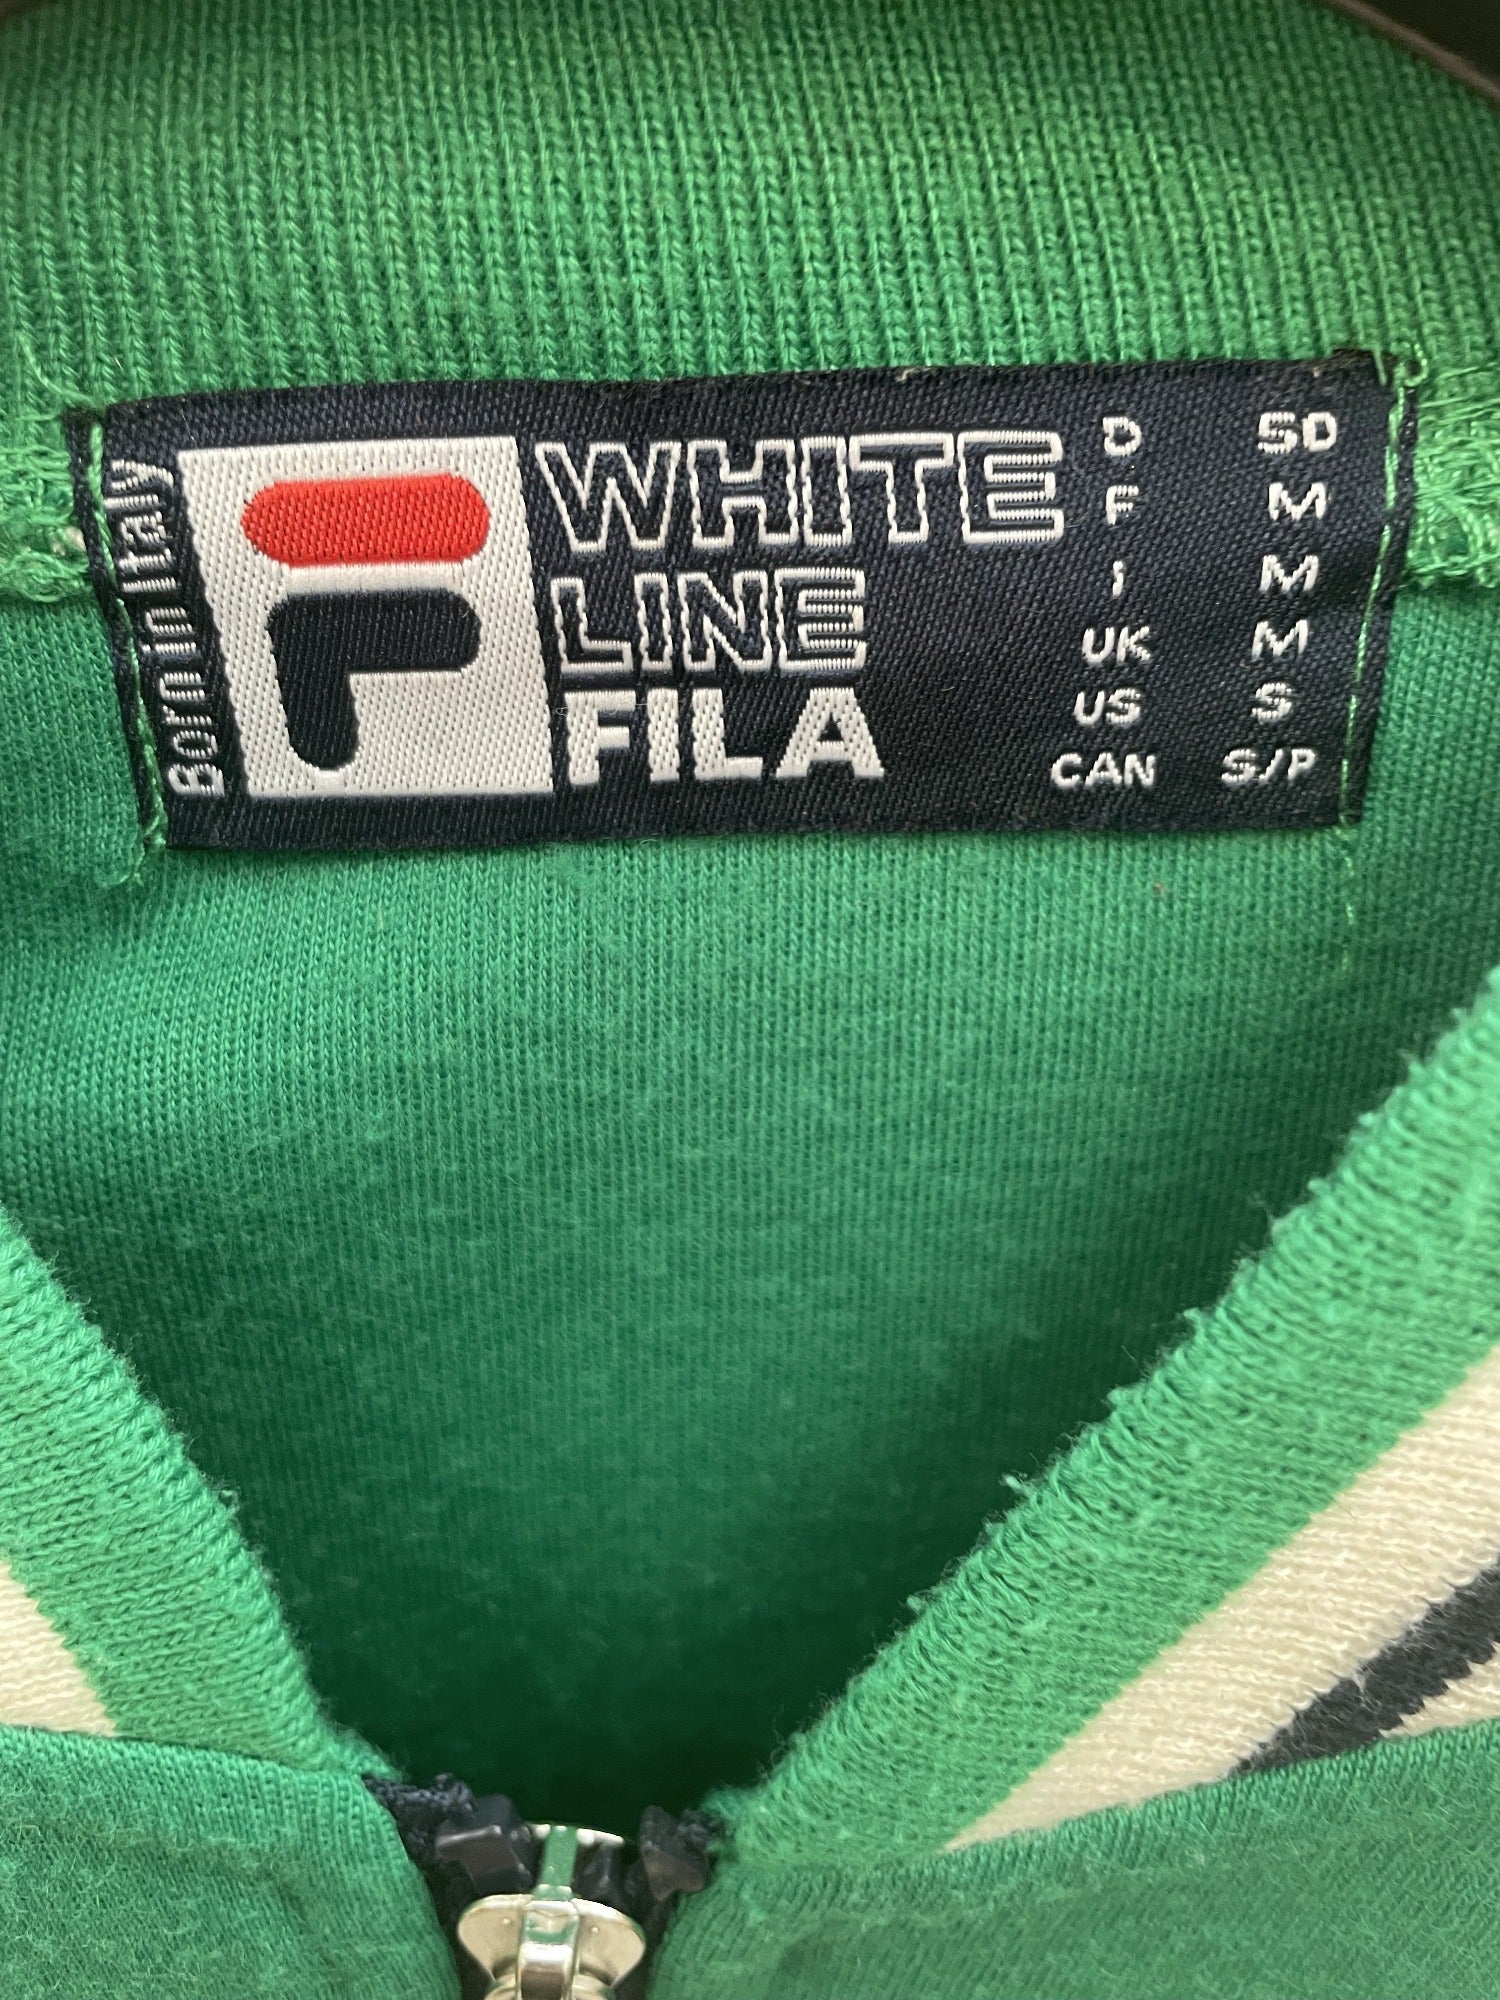 Born in Italy
WHITE
LINE
FILA
D 50
F M
I M
UK M
US S
CAN S/P